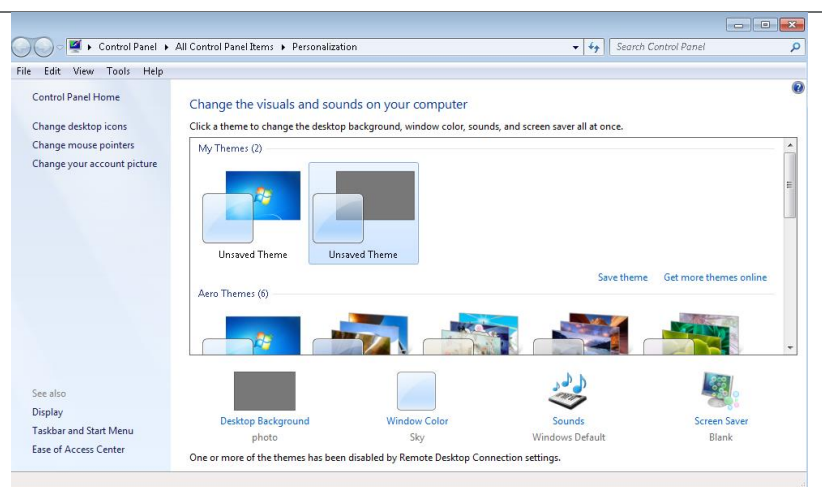 Control Panel ▸ All Control Panel Items ▸ Personalization
Search Control Panel
File Edit View Tools Help
Control Panel Home
Change desktop icons
Change mouse pointers
Change your account picture
Change the visuals and sounds on your computer
Click a theme to change the desktop background, window color, sounds, and screen saver all at once.
My Themes (2)
Unsaved Theme
Unsaved Theme
Save theme
Get more themes online
Aero Themes (6)
See also
Display
Taskbar and Start Menu
Ease of Access Center
Desktop Background
photo
Window Color
Sky
Sounds
Windows Default
Screen Saver
Blank
One or more of the themes has been disabled by Remote Desktop Connection settings.